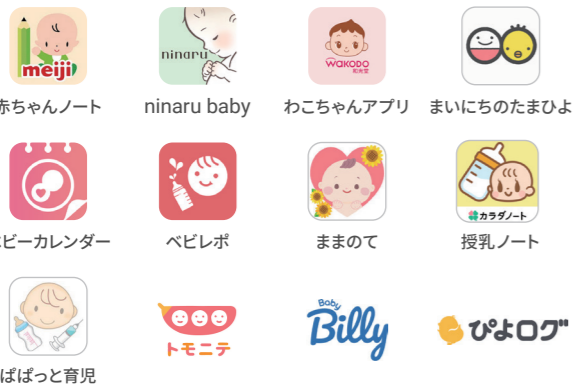 meiji
ninaru
wakodo
和光堂
赤ちゃんノート
ninaru baby
わこちゃんアプリ
まいにちのたまひよ
カラダノート
ベビーカレンダー
ベビレポ
ままのて
授乳ノート
トモニテ
Baby
Billy
ぴよログ
ぱぱっと育児